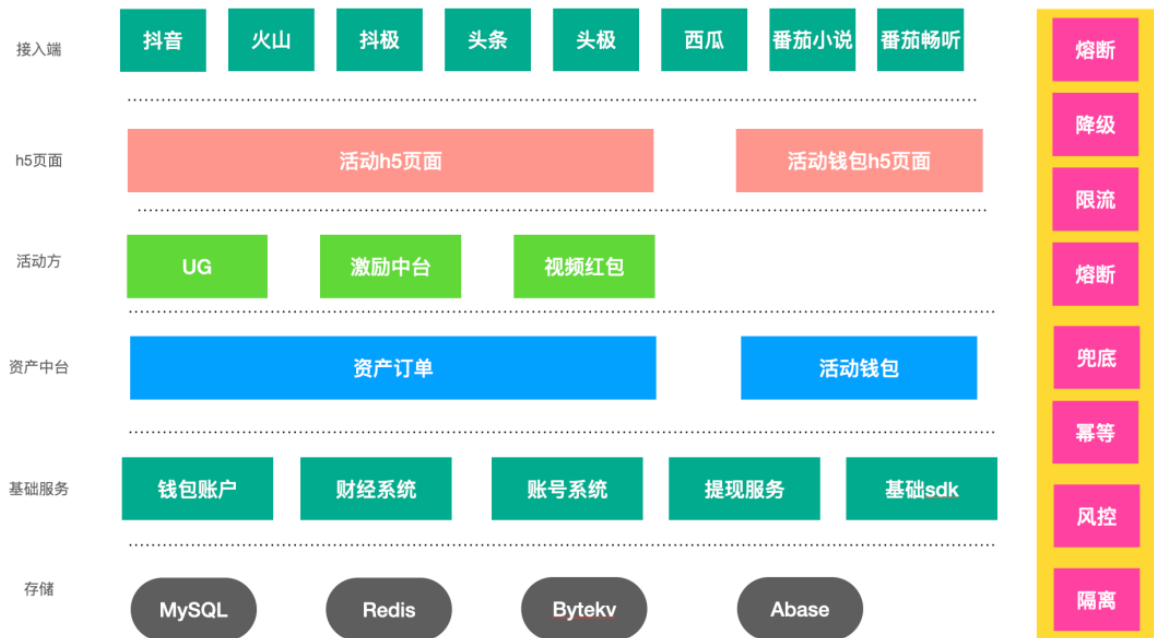 接入端
抖音 火山 抖极 头条 头极 西瓜 番茄小说 番茄畅听
h5页面
活动h5页面 活动钱包h5页面
活动方
UG 激励中台 视频红包
资产中台
资产订单 活动钱包
基础服务
钱包账户 财经系统 账号系统 提现服务 基础sdk
存储
MySQL Redis Bytekv Abase
熔断
降级
限流
熔断
兜底
幂等
风控
隔离